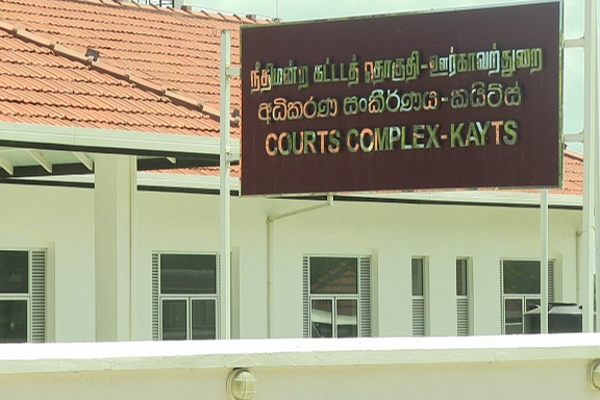 நீதிமன்ற கட்டடத் தொகுதி-ஊர்காவற்துறை
අධිකරණ සංකීර්ණය-කයිට්ස්
COURTS COMPLEX-KAYTS